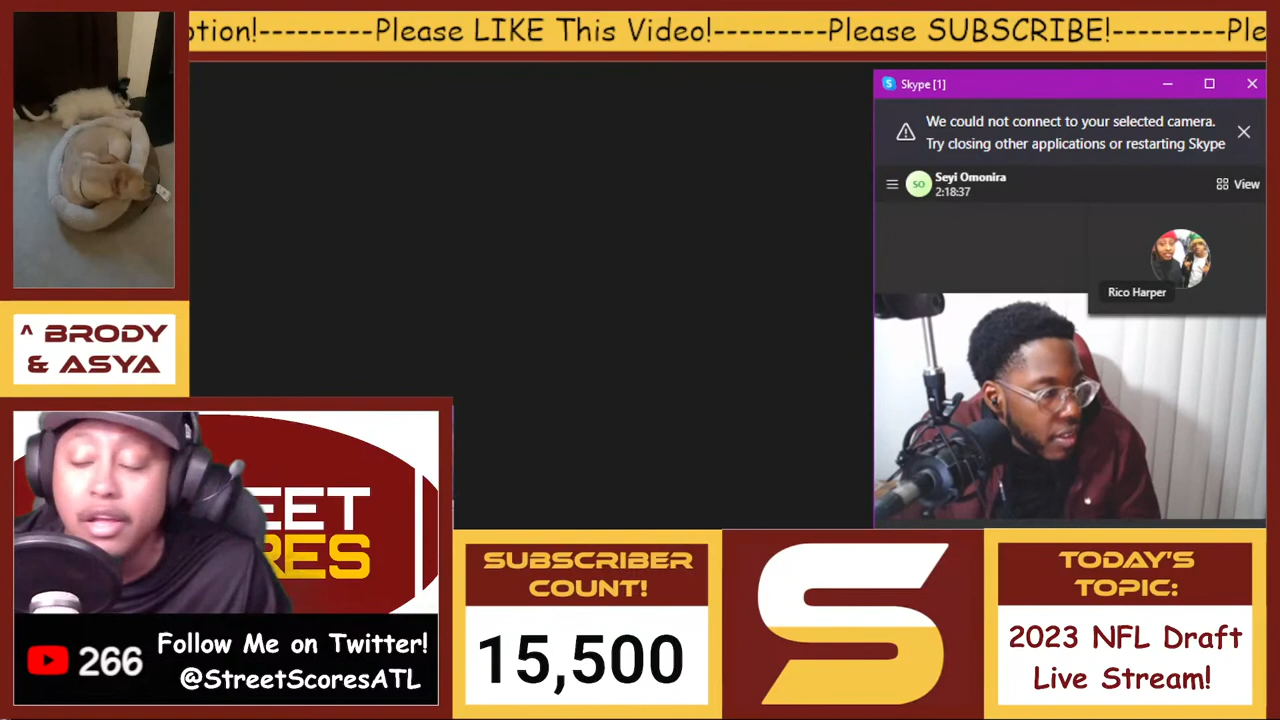 ption!---------Please LIKE This Video!---------Please SUBSCRIBE!---------Ple
Skype [1]
We could not connect to your selected camera.
Try closing other applications or restarting Skype
SO
Seyi Omonira
2:18:37
View
Rico Harper
^ BRODY
& ASYA
EET
RES
266
Follow Me on Twitter!
@StreetScoresATL
SUBSCRIBER
COUNT!
15,500
S
TODAY'S
TOPIC:
2023 NFL Draft
Live Stream!